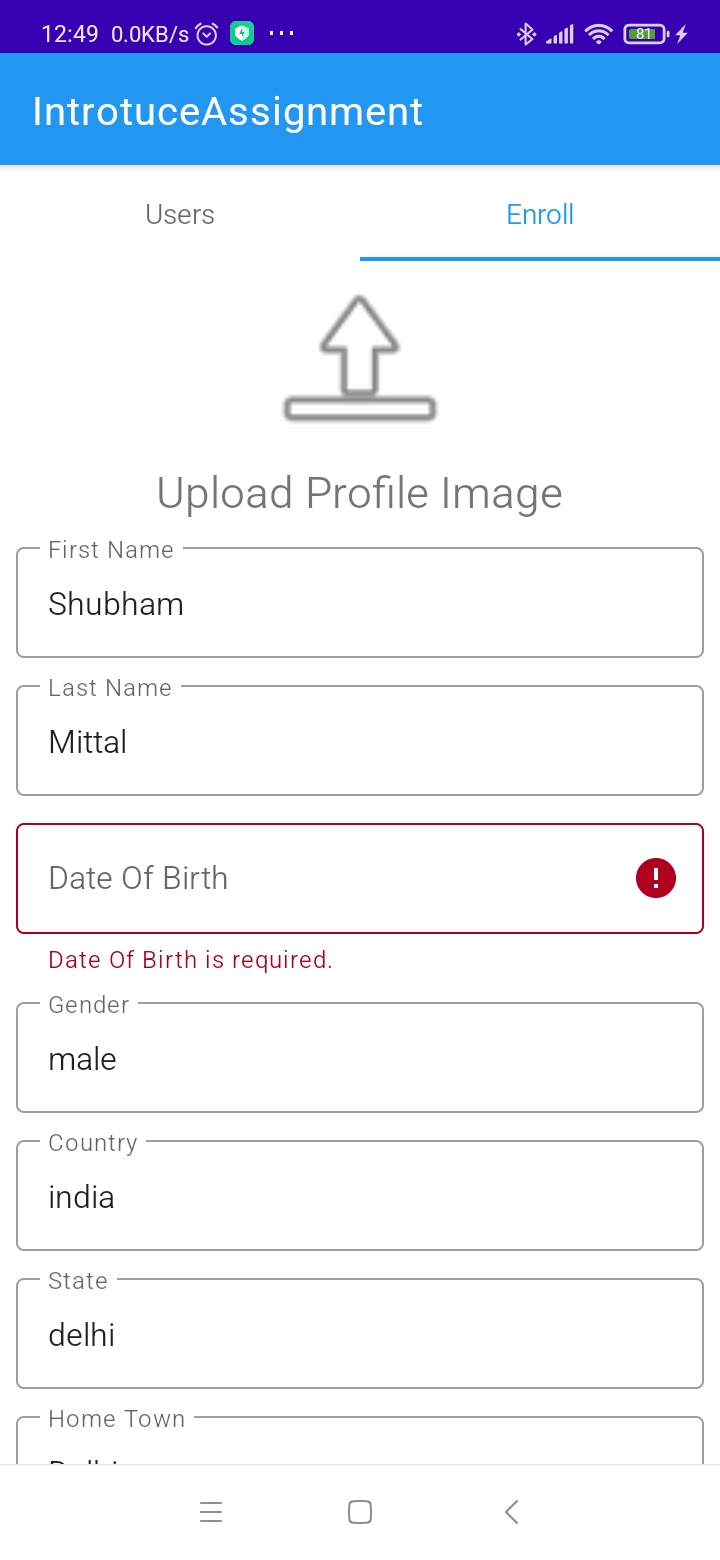 12:49 0.0KB/s ... 81
IntrotuceAssignment
Users Enroll
Upload Profile Image
First Name
Shubham
Last Name
Mittal
Date Of Birth
Date Of Birth is required.
Gender
male
Country
india
State
delhi
Home Town